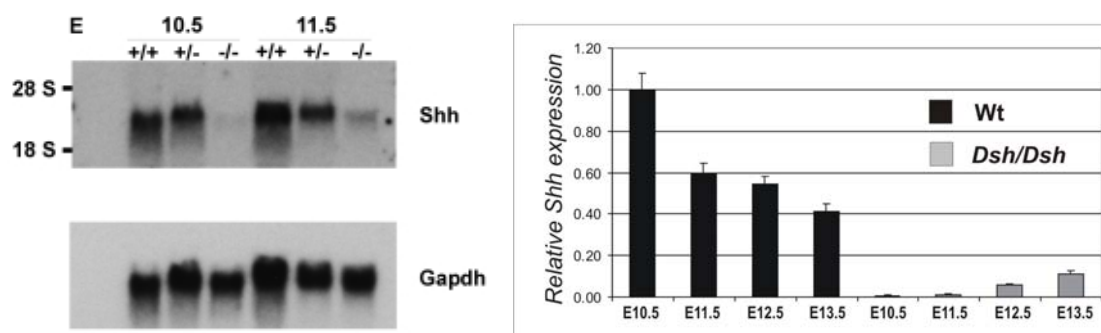 E 10.5 11.5
+/+ +/- -/- +/+ +/- -/-
28 S
Shh
18 S
Gapdh
Relative Shh expression
1.20
1.00
0.80
0.60
0.40
0.20
0.00
E10.5 E11.5 E12.5 E13.5 E10.5 E11.5 E12.5 E13.5
Wt
Dsh/Dsh